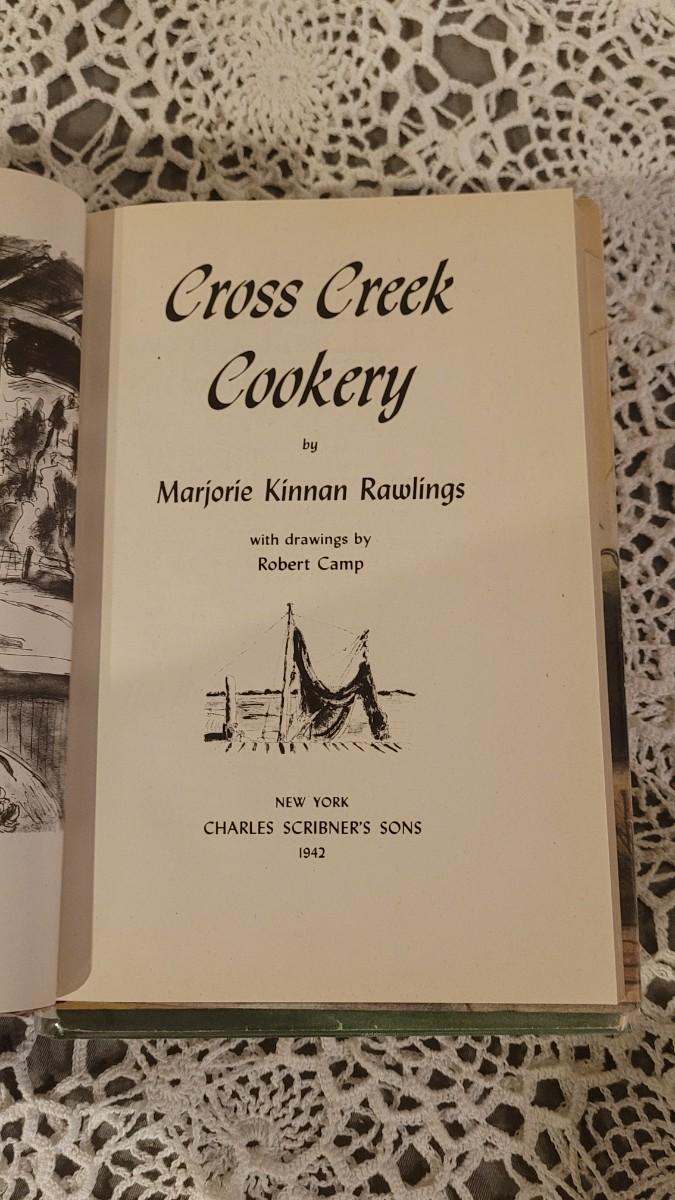 Cross Creek
Cookery
by
Marjorie Kinnan Rawlings
with drawings by
Robert Camp
NEW YORK
CHARLES SCRIBNER'S SONS
1942